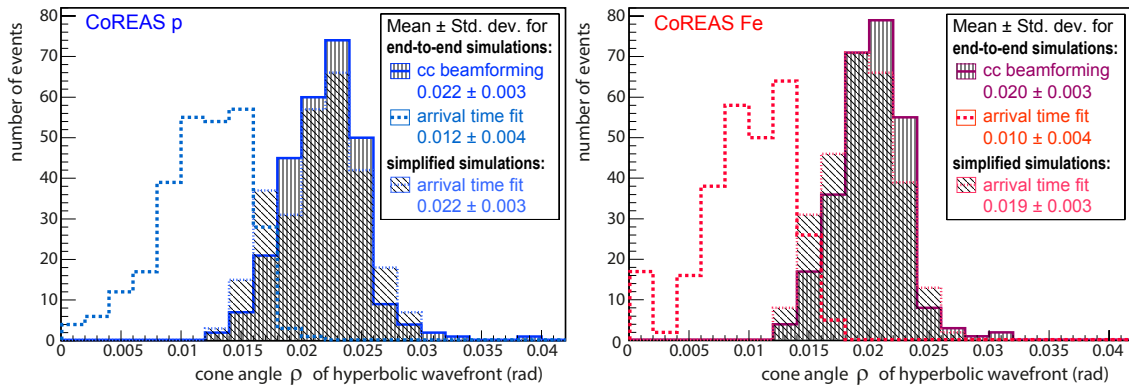 CoREAS p
number of events
80
70
60
50
40
30
20
10
0
0
0.005
0.01
0.015
0.02
0.025
0.03
0.035
0.04
cone angle ρ of hyperbolic wavefront (rad)
Mean ± Std. dev. for
end-to-end simulations:
cc beamforming
0.022 ± 0.003
arrival time fit
0.012 ± 0.004
simplified simulations:
arrival time fit
0.022 ± 0.003
CoREAS Fe
number of events
80
70
60
50
40
30
20
10
0
0
0.005
0.01
0.015
0.02
0.025
0.03
0.035
0.04
cone angle ρ of hyperbolic wavefront (rad)
Mean ± Std. dev. for
end-to-end simulations:
cc beamforming
0.020 ± 0.003
arrival time fit
0.010 ± 0.004
simplified simulations:
arrival time fit
0.019 ± 0.003